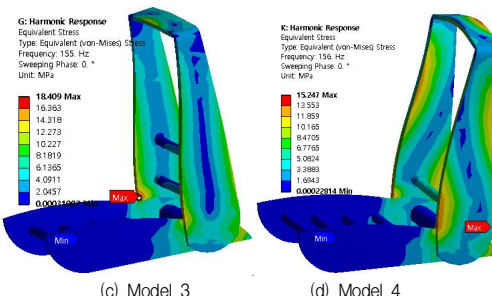 G: Harmonic Response
Equivalent Stress
Type: Equivalent (von-Mises) Stress
Frequency: 155. Hz
Sweeping Phase: 0. °
Unit: MPa
18.409 Max
16.363
14.318
12.273
10.227
8.1819
6.1365
4.0911
2.0457
Min
Max
Min
(c) Model 3
K: Harmonic Response
Equivalent Stress
Type: Equivalent (von-Mises) Stress
Frequency: 156. Hz
Sweeping Phase: 0. °
Unit: MPa
15.247 Max
13.553
11.859
10.165
8.4705
6.7765
5.0824
3.3883
1.6943
0.00022814 Min
Max
Min
(d) Model 4